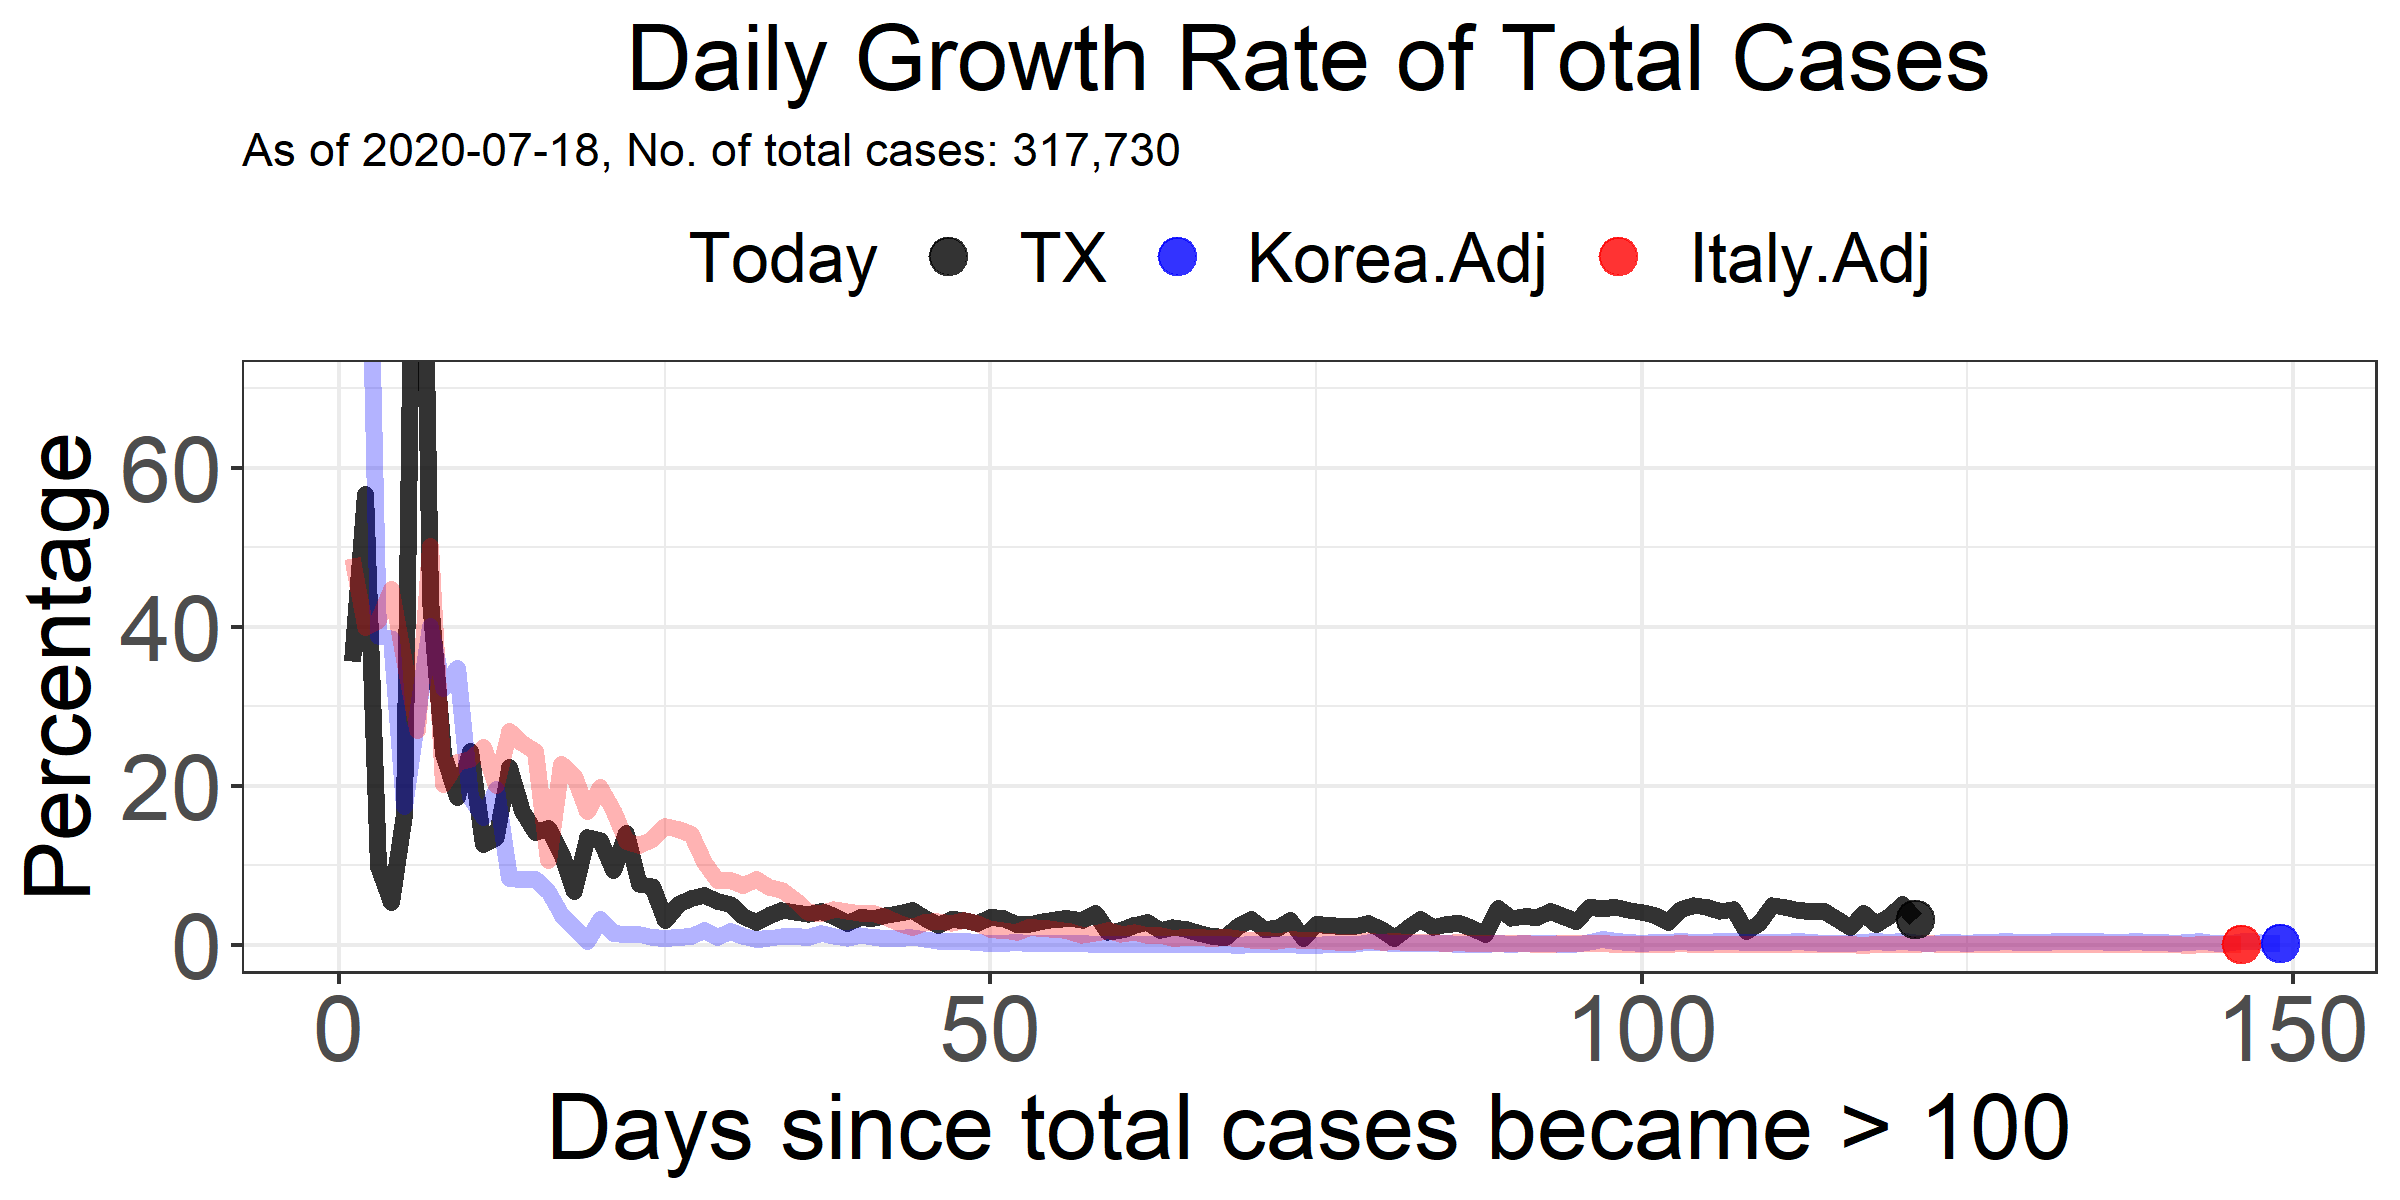 Daily Growth Rate of Total Cases
As of 2020-07-18, No. of total cases: 317,730
Today TX Korea.Adj Italy.Adj
Percentage
60
40
20
0
0 50 100 150
Days since total cases became > 100